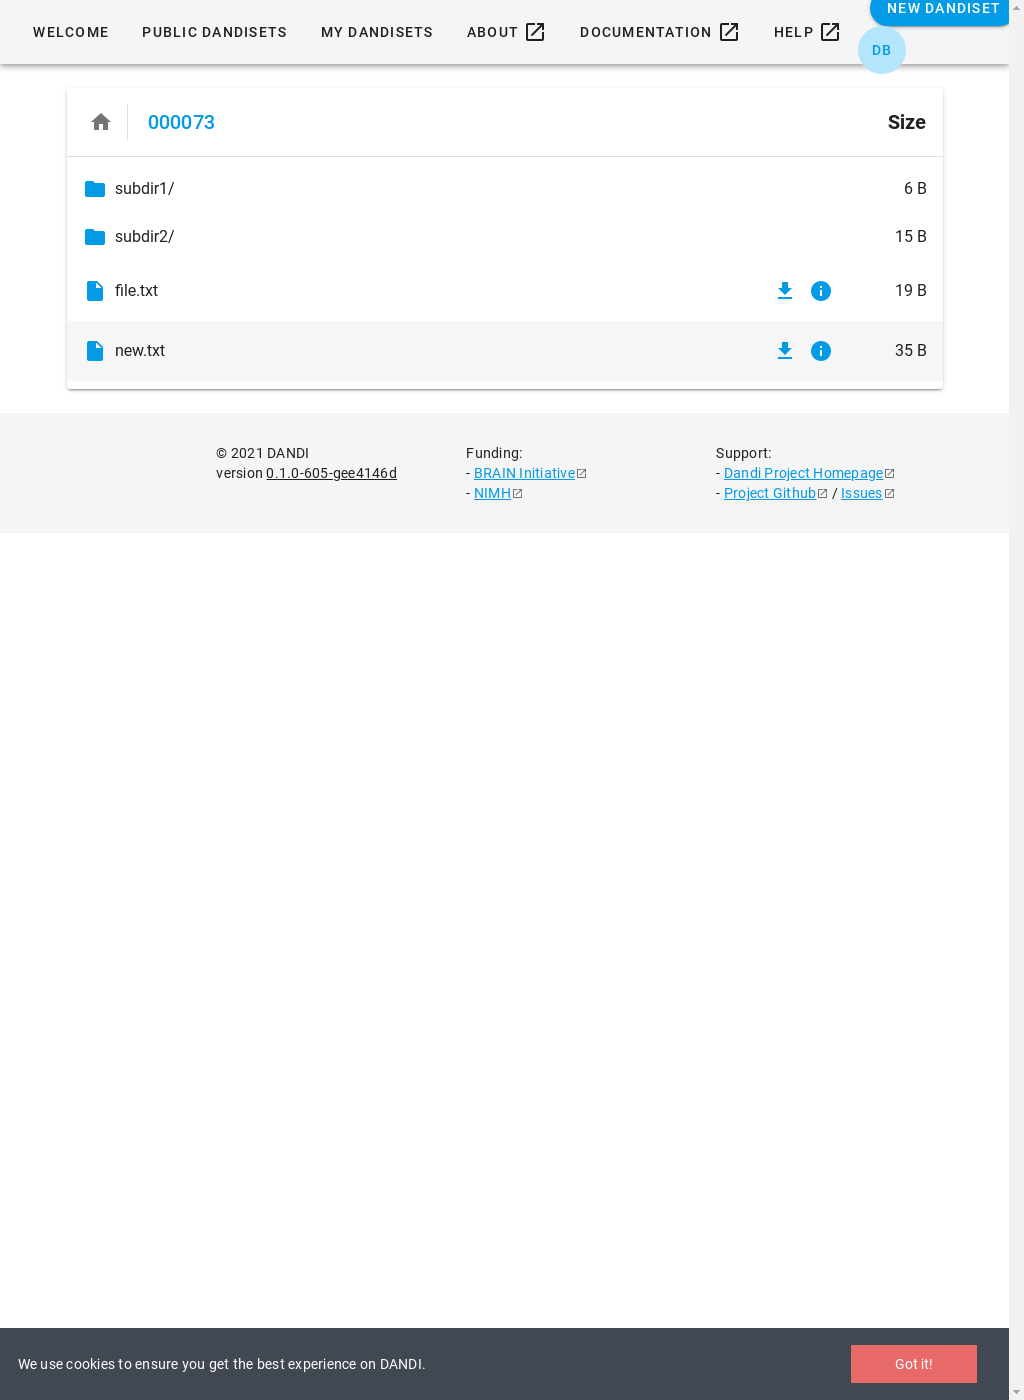 NEW DANDISET
WELCOME PUBLIC DANDISETS MY DANDISETS ABOUT DOCUMENTATION HELP
DB
000073 Size
subdir1/ 6 B
subdir2/ 15 B
file.txt 19 B
new.txt 35 B
© 2021 DANDI Funding: Support:
version 0.1.0-605-gee4146d - BRAIN Initiative - Dandi Project Homepage
- NIMH - Project Github / Issues
We use cookies to ensure you get the best experience on DANDI. Got it!